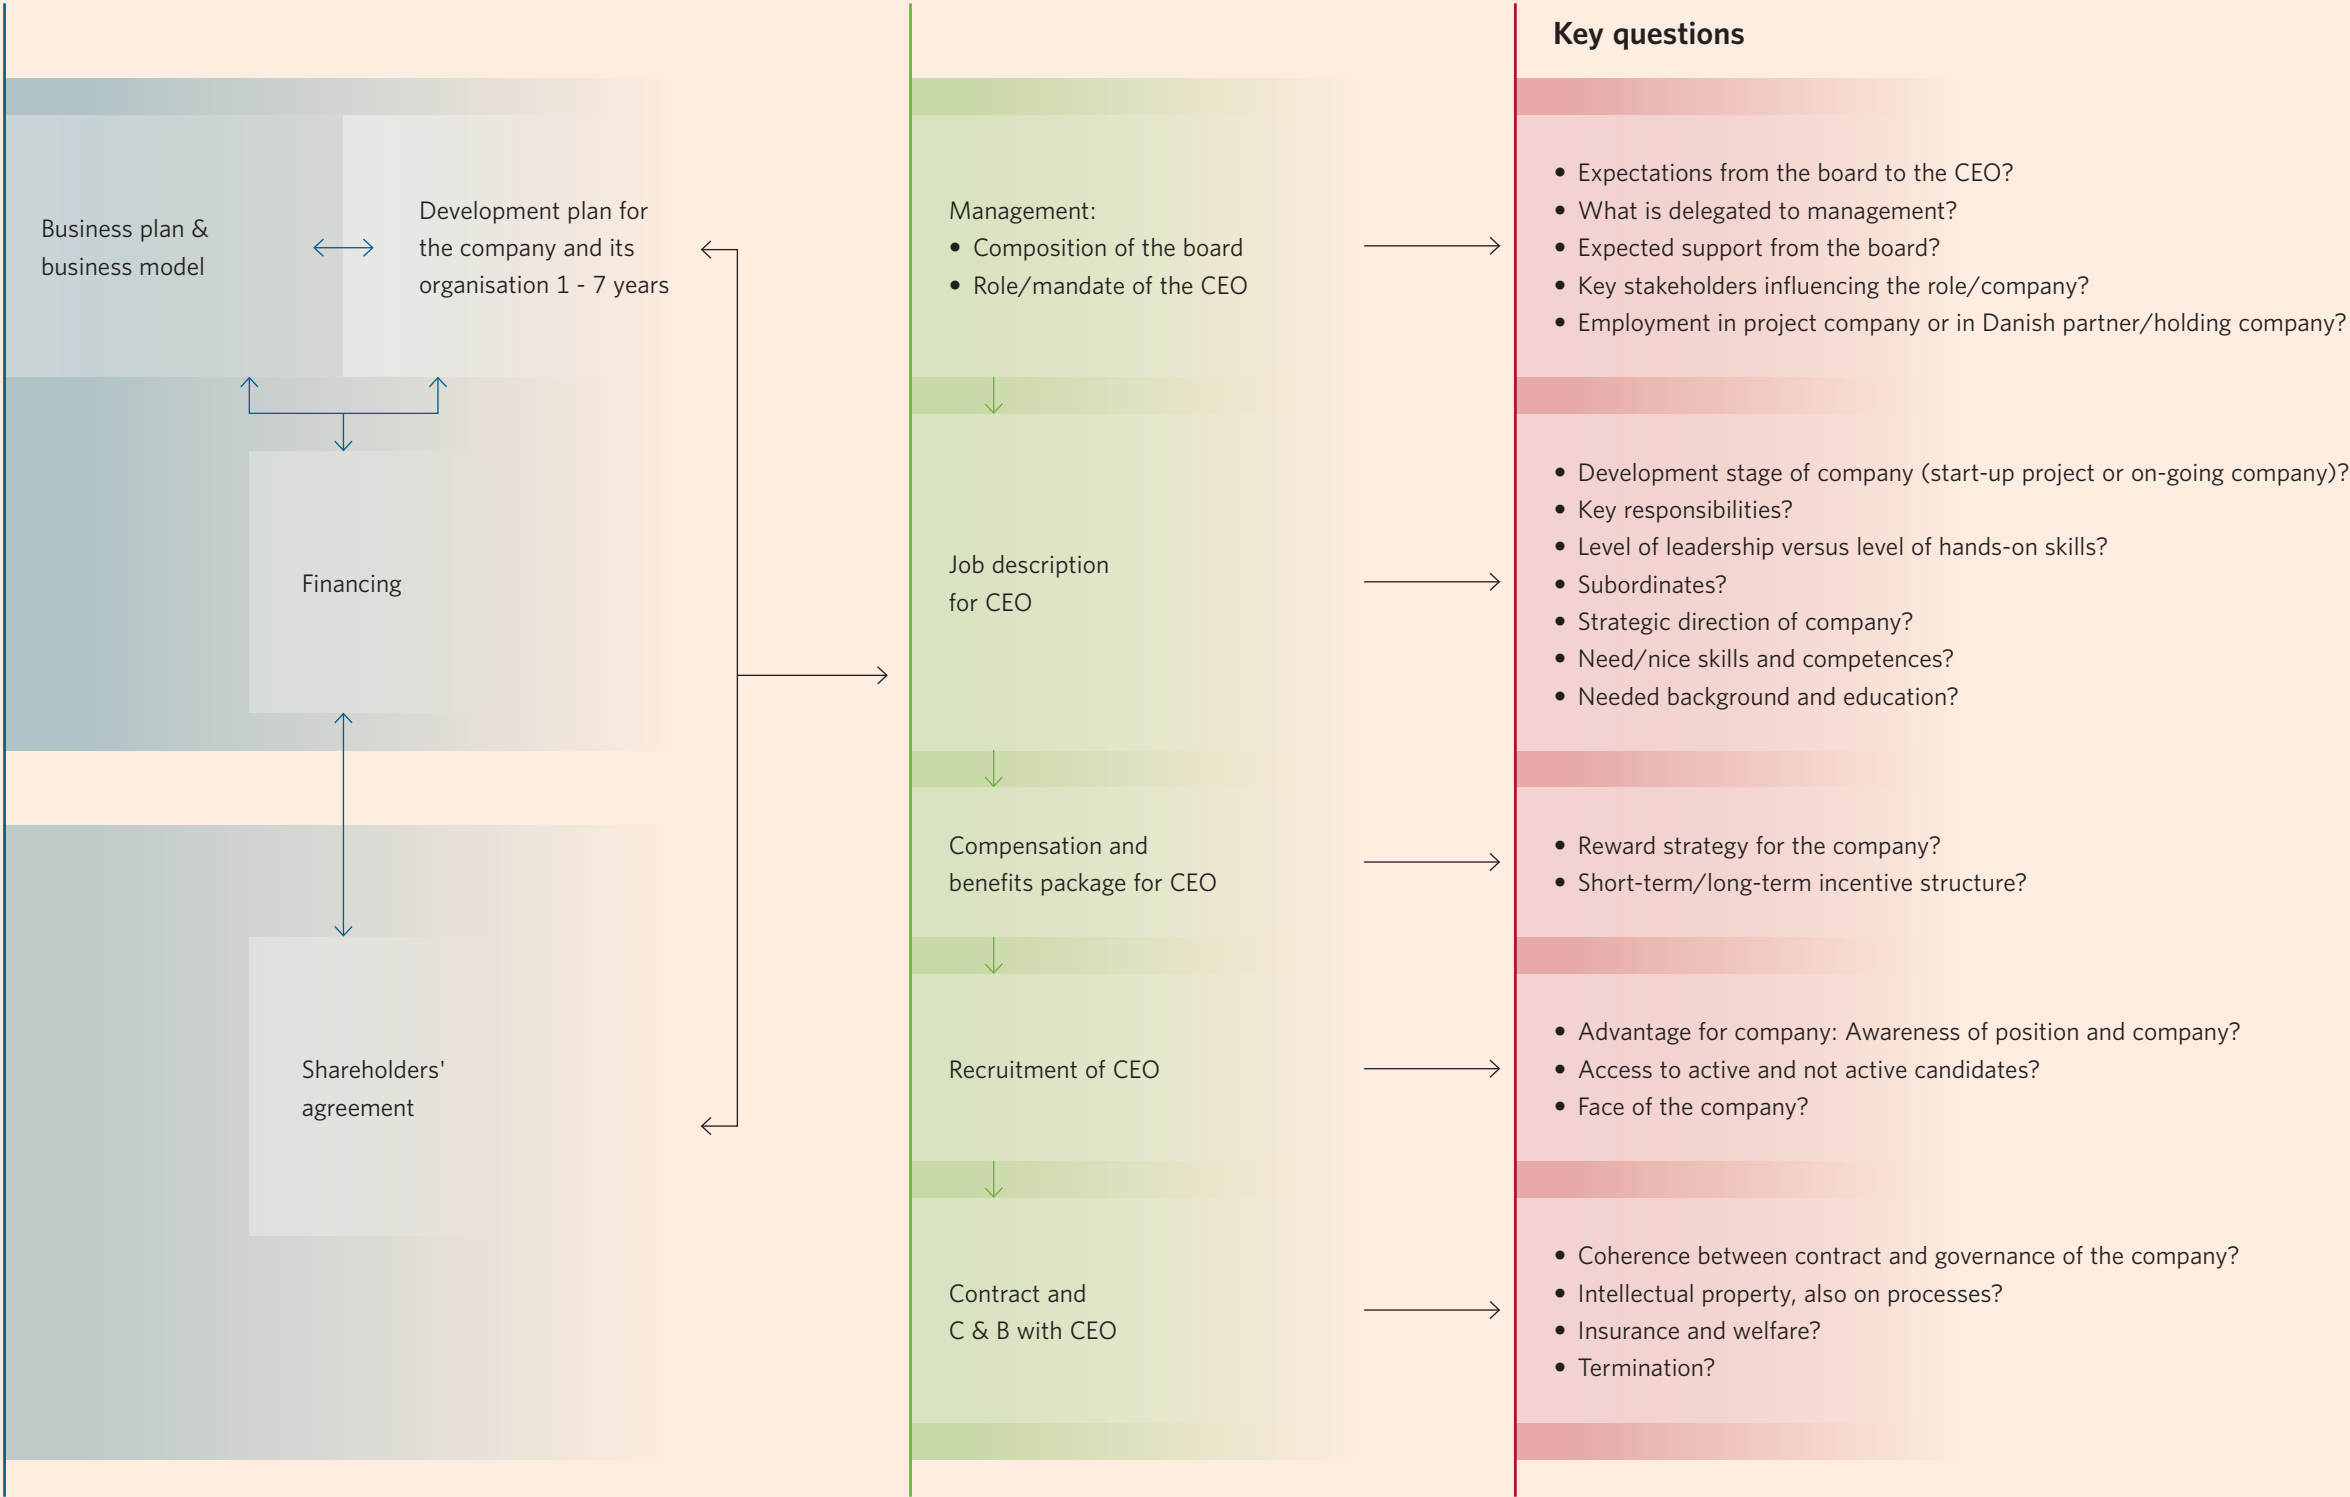 Key questions
Business plan &
business model
Development plan for
the company and its
organisation 1 - 7 years
Financing
Shareholders'
agreement
Management:
• Composition of the board
• Role/mandate of the CEO
• Expectations from the board to the CEO?
• What is delegated to management?
• Expected support from the board?
• Key stakeholders influencing the role/company?
• Employment in project company or in Danish partner/holding company?
Job description
for CEO
• Development stage of company (start-up project or on-going company)?
• Key responsibilities?
• Level of leadership versus level of hands-on skills?
• Subordinates?
• Strategic direction of company?
• Need/nice skills and competences?
• Needed background and education?
Compensation and
benefits package for CEO
• Reward strategy for the company?
• Short-term/long-term incentive structure?
Recruitment of CEO
• Advantage for company: Awareness of position and company?
• Access to active and not active candidates?
• Face of the company?
Contract and
C & B with CEO
• Coherence between contract and governance of the company?
• Intellectual property, also on processes?
• Insurance and welfare?
• Termination?